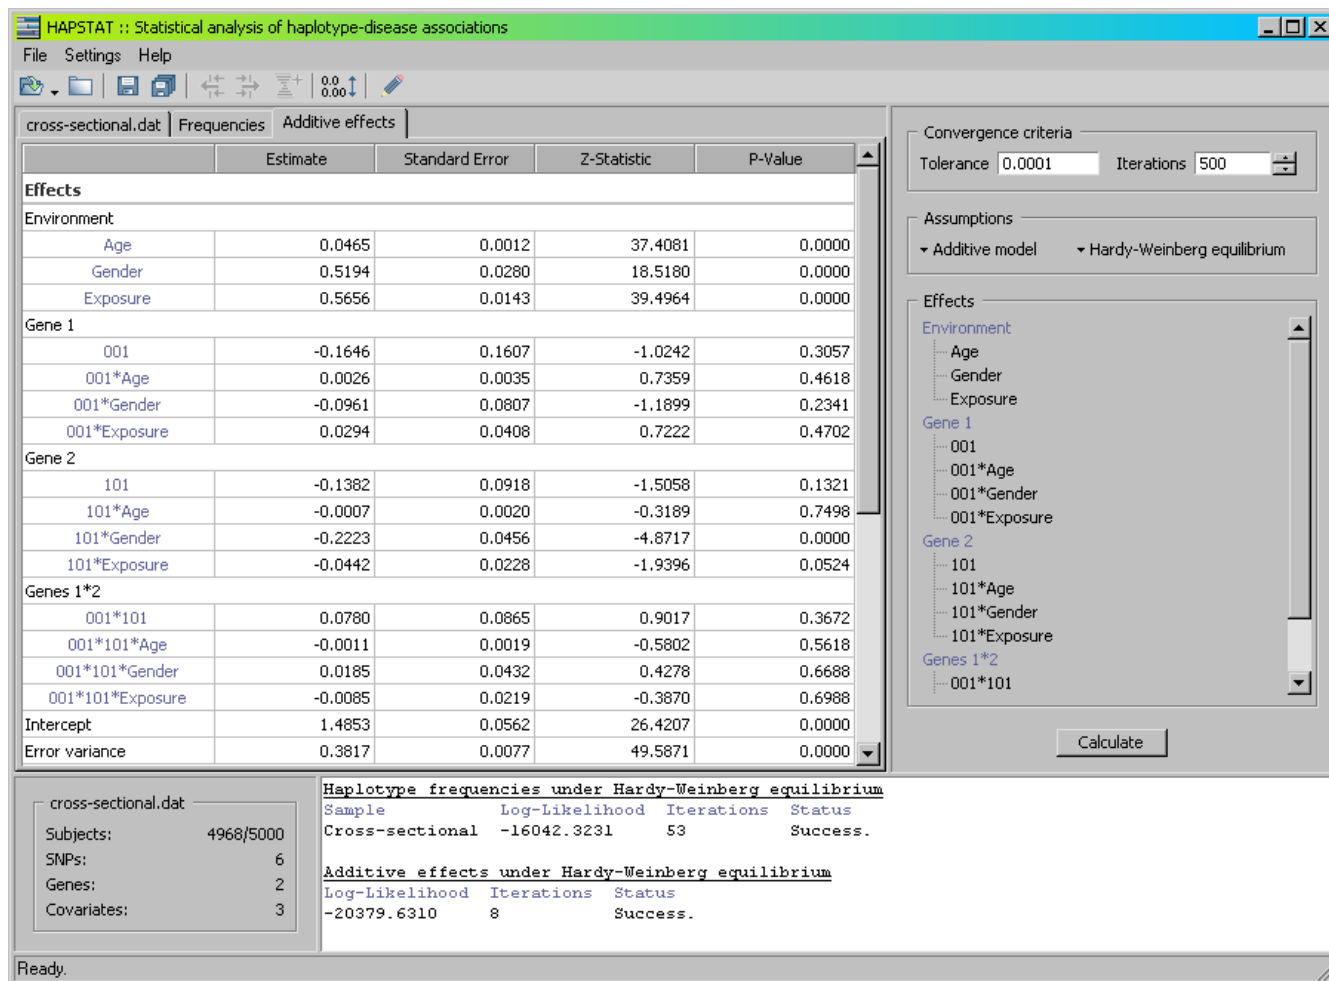 HAPSTAT :: Statistical analysis of haplotype-disease associations
File Settings Help
0.0
0.00
cross-sectional.dat Frequencies Additive effects
Estimate Standard Error Z-Statistic P-Value
Effects
Environment
Age 0.0465 0.0012 37.4081 0.0000
Gender 0.5194 0.0280 18.5180 0.0000
Exposure 0.5656 0.0143 39.4964 0.0000
Gene 1
001 -0.1646 0.1607 -1.0242 0.3057
001*Age 0.0026 0.0035 0.7359 0.4618
001*Gender -0.0961 0.0807 -1.1899 0.2341
001*Exposure 0.0294 0.0408 0.7222 0.4702
Gene 2
101 -0.1382 0.0918 -1.5058 0.1321
101*Age -0.0007 0.0020 -0.3189 0.7498
101*Gender -0.2223 0.0456 -4.8717 0.0000
101*Exposure -0.0442 0.0228 -1.9396 0.0524
Genes 1*2
001*101 0.0780 0.0865 0.9017 0.3672
001*101*Age -0.0011 0.0019 -0.5802 0.5618
001*101*Gender 0.0185 0.0432 0.4278 0.6688
001*101*Exposure -0.0085 0.0219 -0.3870 0.6988
Intercept 1.4853 0.0562 26.4207 0.0000
Error variance 0.3817 0.0077 49.5871 0.0000
Convergence criteria
Tolerance 0.0001 Iterations 500
Assumptions
Additive model Hardy-Weinberg equilibrium
Effects
Environment
Age
Gender
Exposure
Gene 1
001
001*Age
001*Gender
001*Exposure
Gene 2
101
101*Age
101*Gender
101*Exposure
Genes 1*2
001*101
Calculate
cross-sectional.dat
Subjects: 4968/5000
SNPs: 6
Genes: 2
Covariates: 3
Haplotype frequencies under Hardy-Weinberg equilibrium
Sample Log-Likelihood Iterations Status
Cross-sectional -16042.3231 53 Success.
Additive effects under Hardy-Weinberg equilibrium
Log-Likelihood Iterations Status
-20379.6310 8 Success.
Ready.